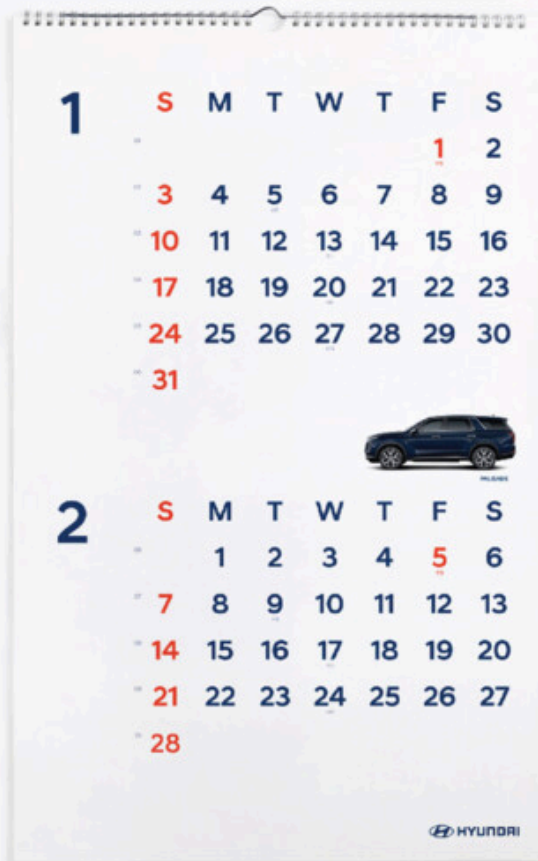 1
S M T W T F S
1 2
3 4 5 6 7 8 9
10 11 12 13 14 15 16
17 18 19 20 21 22 23
24 25 26 27 28 29 30
31
2
S M T W T F S
1 2 3 4 5 6
7 8 9 10 11 12 13
14 15 16 17 18 19 20
21 22 23 24 25 26 27
28
HYUNDAI